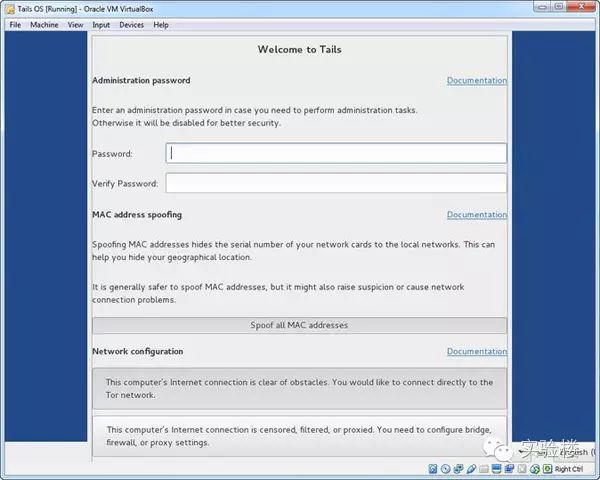 Tails OS [Running] - Oracle VM VirtualBox
File Machine View Input Devices Help
Welcome to Tails
Administration password Documentation
Enter an administration password in case you need to perform administration tasks.
Otherwise it will be disabled for better security.
Password:
Verify Password:
MAC address spoofing Documentation
Spoofing MAC addresses hides the serial number of your network cards to the local networks. This can
help you hide your geographical location.
It is generally safer to spoof MAC addresses, but it might also raise suspicion or cause network
connection problems.
Spoof all MAC addresses
Network configuration Documentation
This computer's Internet connection is clear of obstacles. You would like to connect directly to the
Tor network.
This computer's Internet connection is censored, filtered, or proxied. You need to configure bridge,
firewall, or proxy settings.
实验楼
English (
Right Ctrl